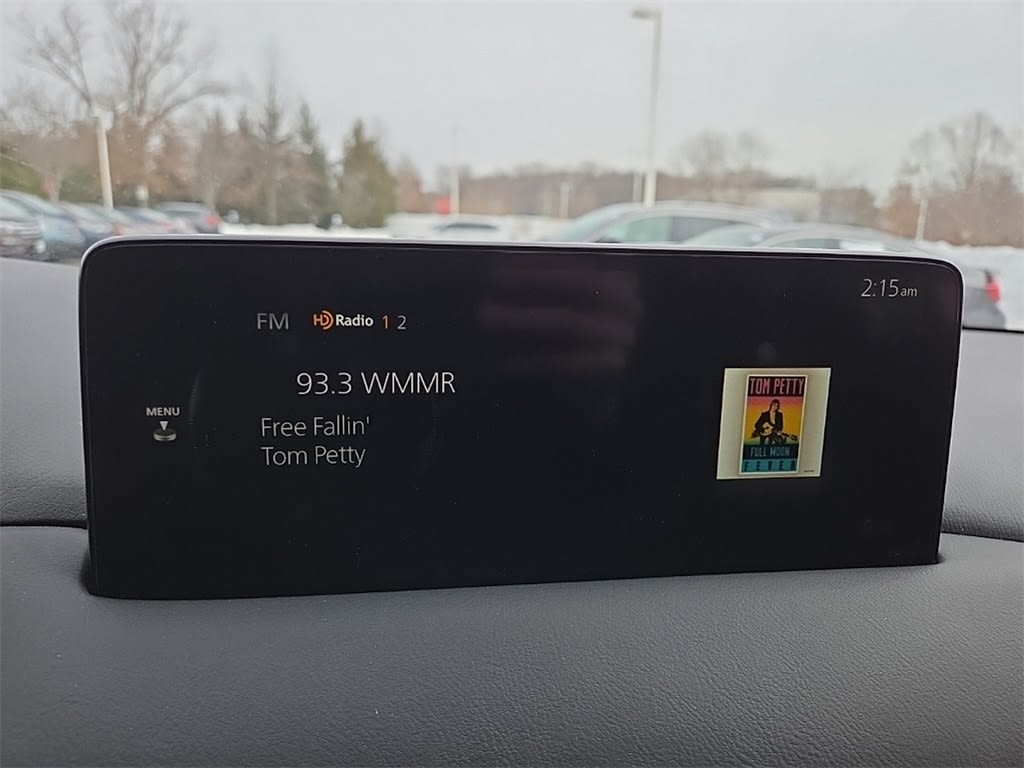 2:15am
FM HD Radio 1 2
93.3 WMMR
MENU
Free Fallin'
Tom Petty
TOM PETTY
FULL MOON
FEVER